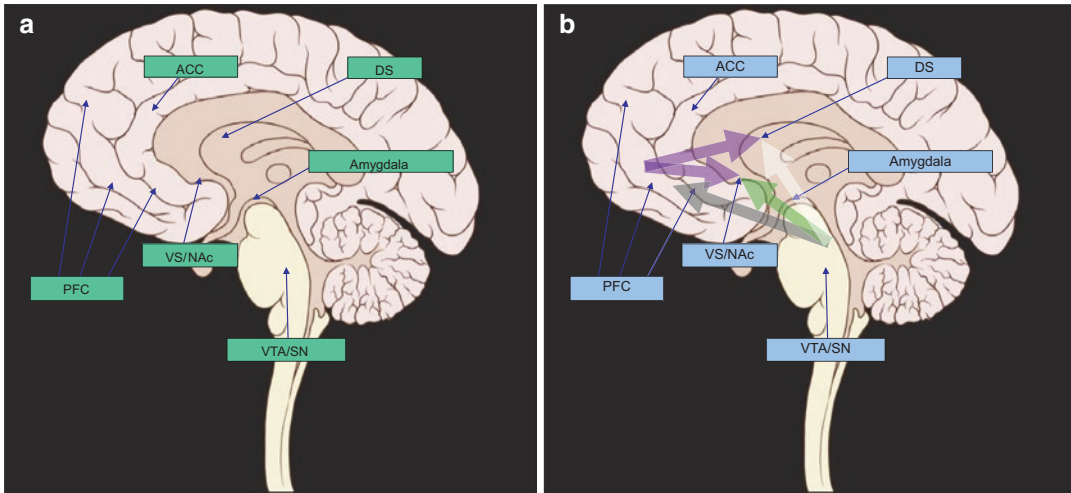 a
ACC
DS
Amygdala
VS/NAc
PFC
VTA/SN
b
ACC
DS
Amygdala
VS/NAc
PFC
VTA/SN